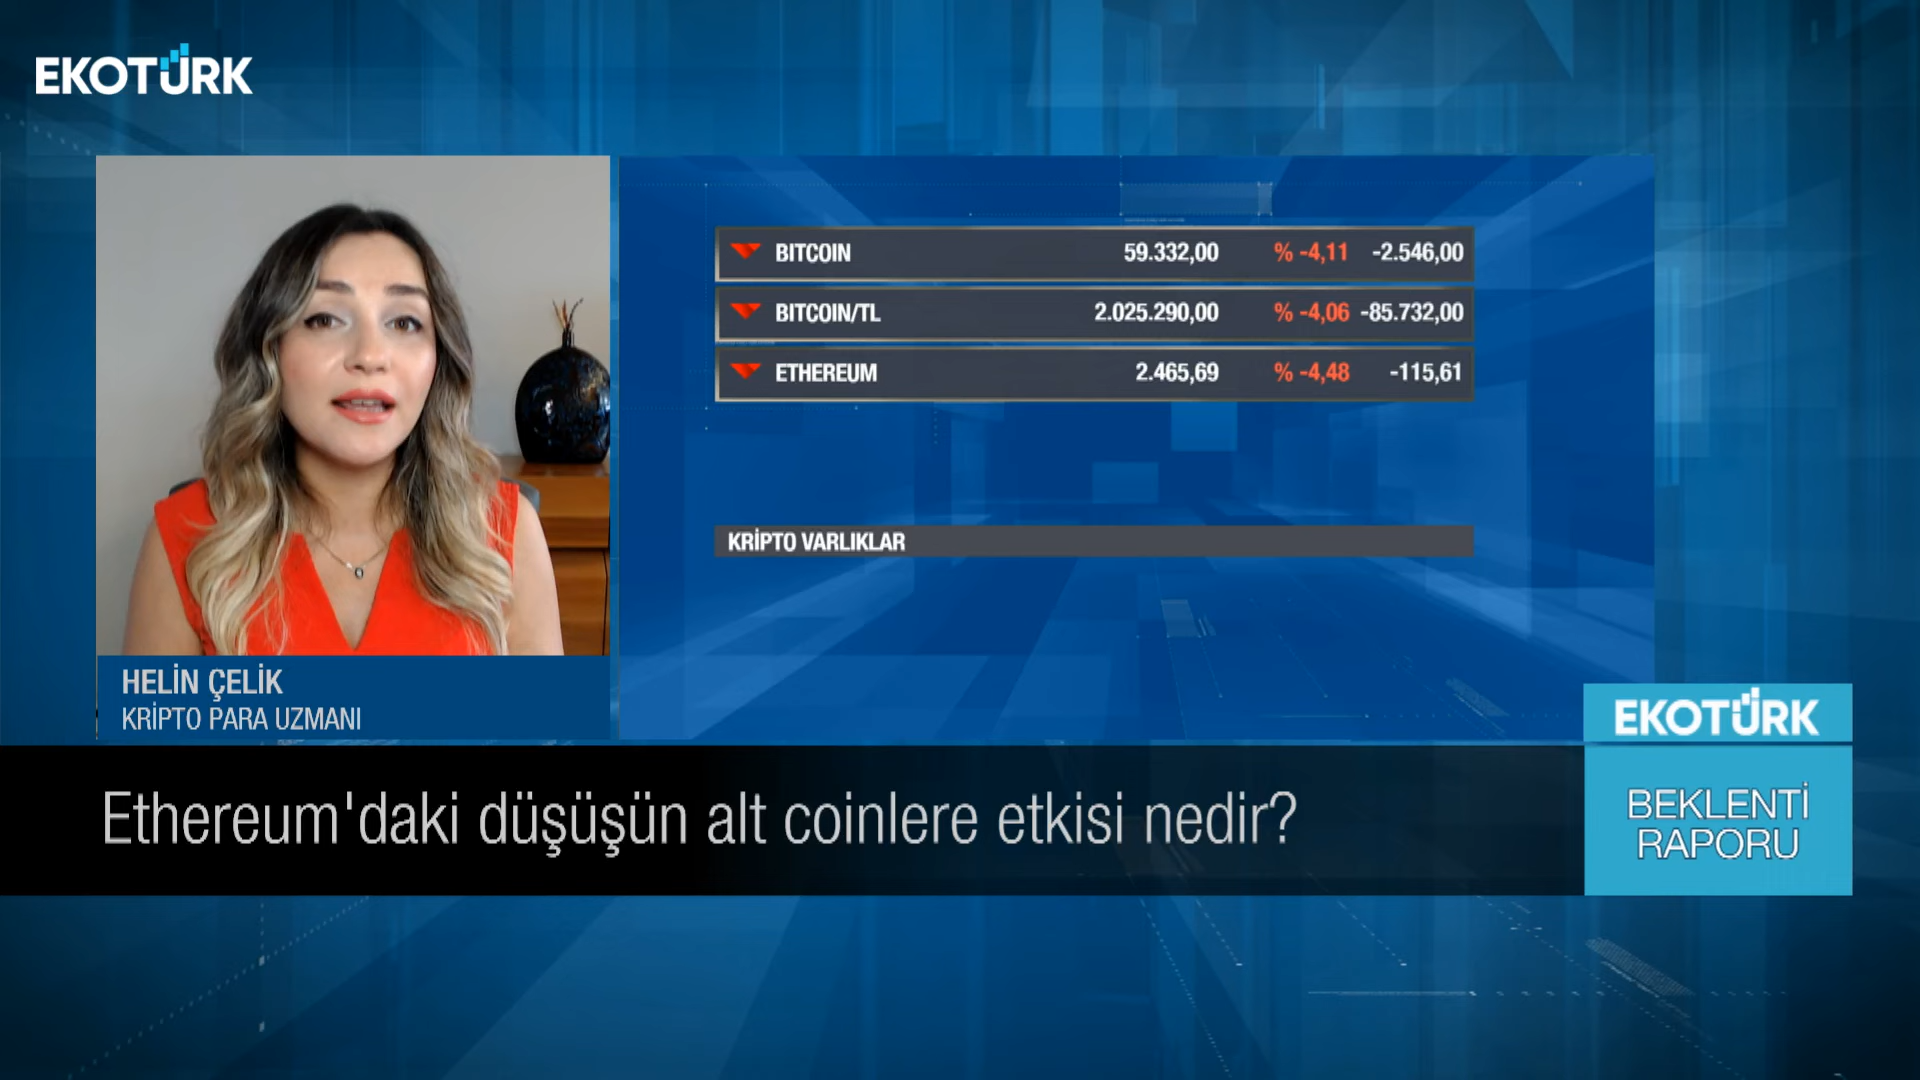 EKOTÜRK
BITCOIN 59.332,00 % -4,11 -2.546,00
BITCOIN/TL 2.025.290,00 % -4,06 -85.732,00
ETHEREUM 2.465,69 % -4,48 -115,61
KRİPTO VARLIKLAR
HELİN ÇELİK
KRİPTO PARA UZMANI
EKOTÜRK
Ethereum'daki düşüşün alt coinlere etkisi nedir?
BEKLENTİ
RAPORU